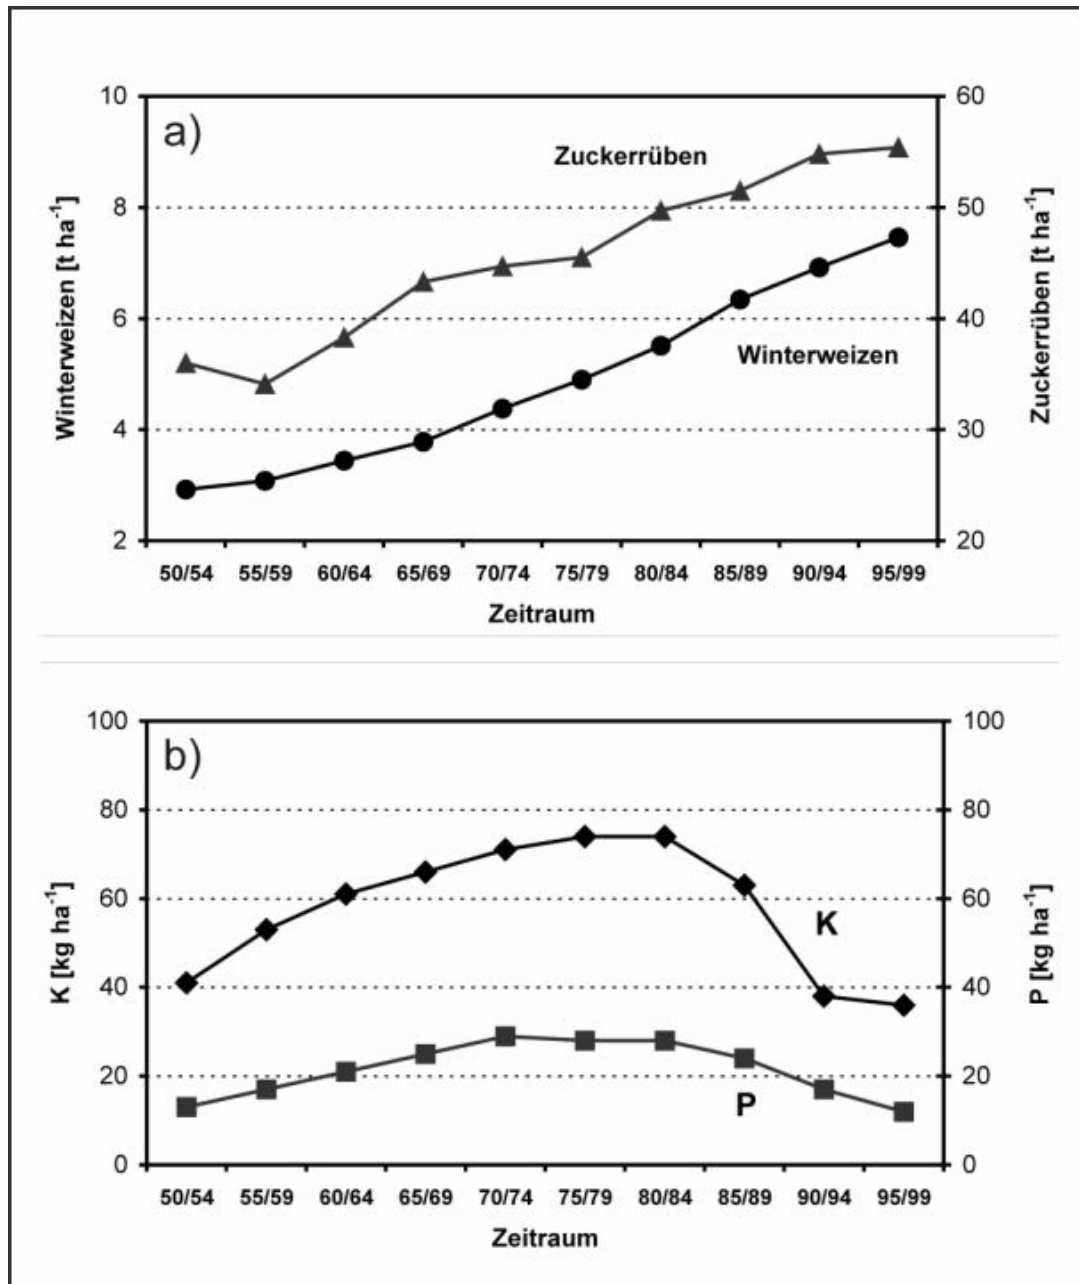 a)
Zuckerrüben
Winterweizen
Winterweizen [t ha⁻¹]
10
8
6
4
2
Zuckerrüben [t ha⁻¹]
60
50
40
30
20
50/54 55/59 60/64 65/69 70/74 75/79 80/84 85/89 90/94 95/99
Zeitraum
b)
K
P
K [kg ha⁻¹]
100
80
60
40
20
0
P [kg ha⁻¹]
100
80
60
40
20
0
50/54 55/59 60/64 65/69 70/74 75/79 80/84 85/89 90/94 95/99
Zeitraum